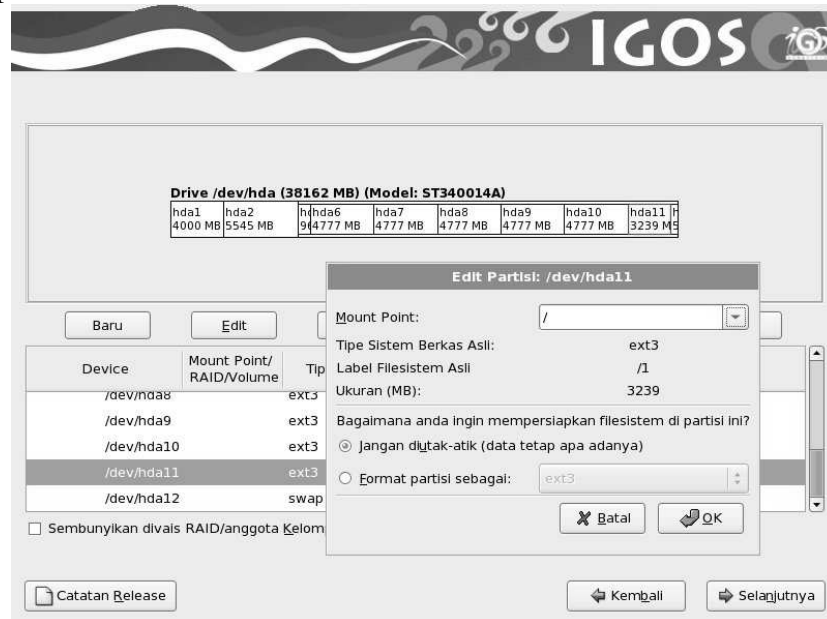 IGOS
Drive /dev/hda (38162 MB) (Model: ST340014A)
hda1 hda2 hda6 hda7 hda8 hda9 hda10 hda11
4000 MB 5545 MB 4777 MB 4777 MB 4777 MB 4777 MB 4777 MB 3239 M
Edit Partisi: /dev/hda11
Mount Point: /
Tipe Sistem Berkas Asli: ext3
Label Filesistem Asli /1
Ukuran (MB): 3239
Bagaimana anda ingin mempersiapkan filesistem di partisi ini?
Jangan diutak-atik (data tetap apa adanya)
Format partisi sebagai: ext3
Batal OK
Baru Edit
Device Mount Point/ RAID/Volume Tip
/dev/hda8 ext3
/dev/hda9 ext3
/dev/hda10 ext3
/dev/hda11 ext3
/dev/hda12 swap
Sembunyikan divais RAID/anggota Kelom
Catatan Release Kembali Selanjutnya